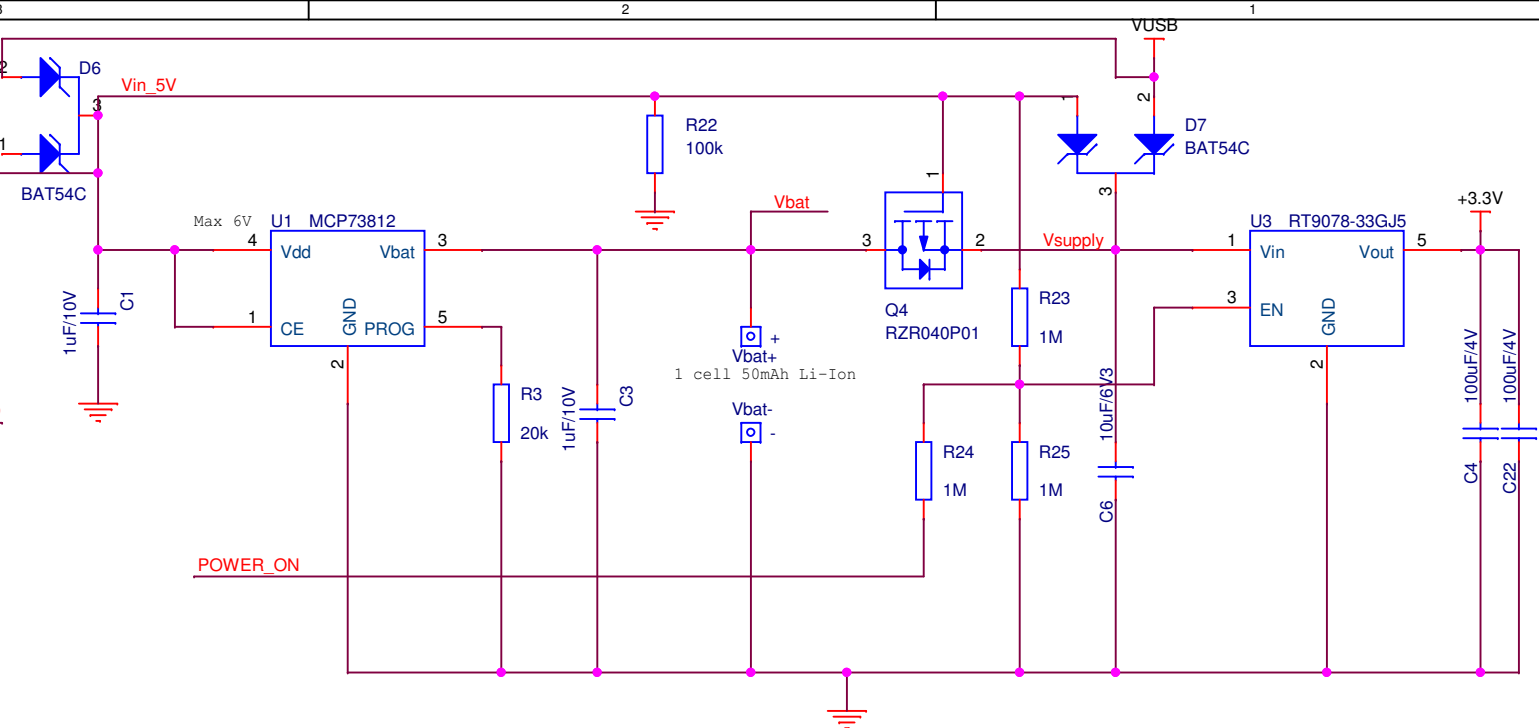 3 2 1
VUSB
2 D6
Vin_5V
3
1
BAT54C
R22
100k
1 2
D7
BAT54C
3
Max 6V U1 MCP73812
4 Vdd Vbat 3
1 CE GND PROG 5
2
1uF/10V C1
R3
20k
1uF/10V C3
Vbat
Vbat+ +
1 cell 50mAh Li-Ion
Vbat- -
1
3 2
Q4
RZR040P01
Vsupply
R23
1M
R24
1M
R25
1M
10uF/6V3 C6
U3 RT9078-33GJ5
1 Vin Vout 5
3 EN GND
2
+3.3V
100uF/4V C4
100uF/4V C22
POWER_ON